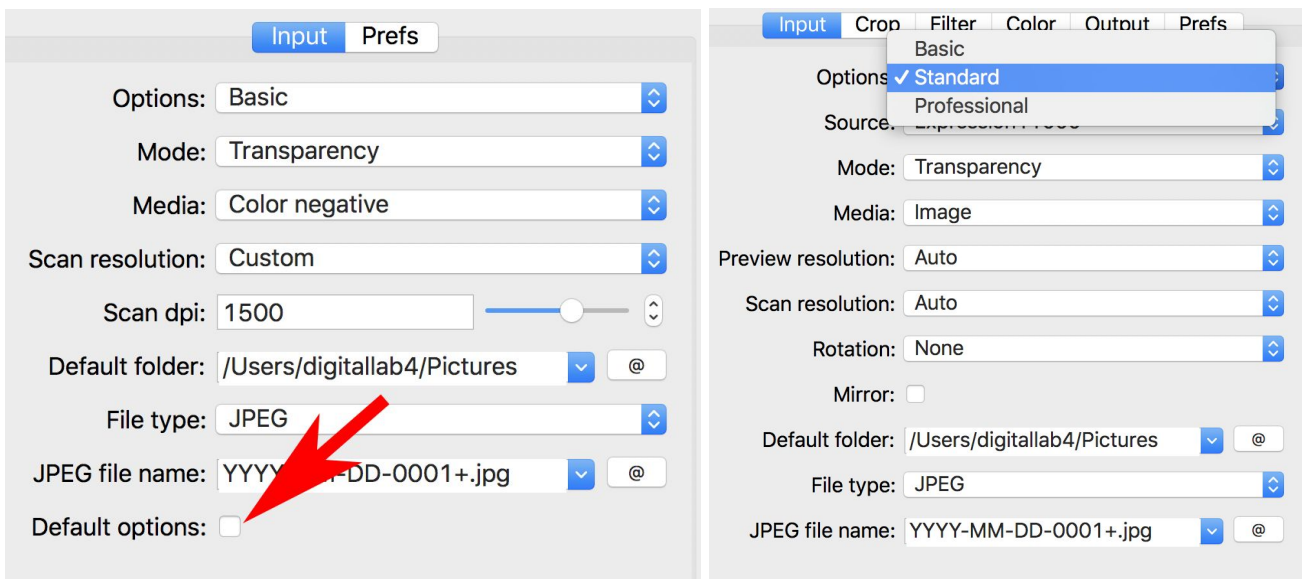 Input Prefs
Options: Basic
Mode: Transparency
Media: Color negative
Scan resolution: Custom
Scan dpi: 1500
Default folder: /Users/digitallab4/Pictures @
File type: JPEG
JPEG file name: YYYY- -DD-0001+.jpg @
Default options:
Input Crop Filter Color Output Prefs
Basic
Options ✓ Standard
Professional
Source:
Mode: Transparency
Media: Image
Preview resolution: Auto
Scan resolution: Auto
Rotation: None
Mirror:
Default folder: /Users/digitallab4/Pictures @
File type: JPEG
JPEG file name: YYYY-MM-DD-0001+.jpg @